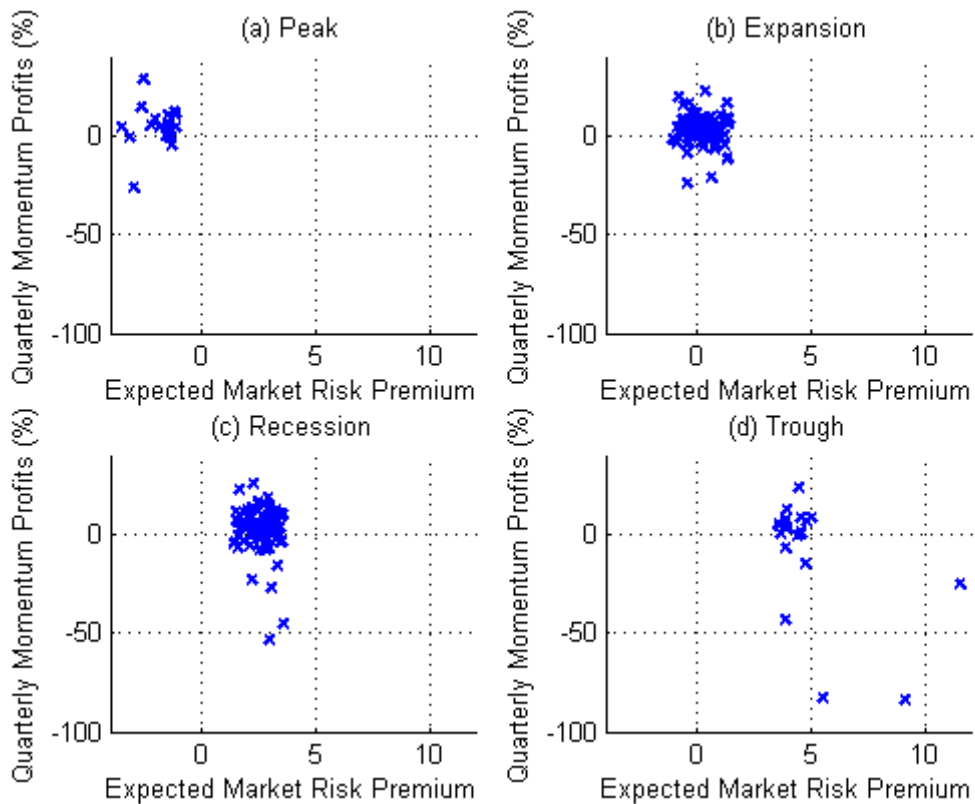 (a) Peak
Quarterly Momentum Profits (%)
0
-50
-100
0 5 10
Expected Market Risk Premium
(b) Expansion
Quarterly Momentum Profits (%)
0
-50
-100
0 5 10
Expected Market Risk Premium
(c) Recession
Quarterly Momentum Profits (%)
0
-50
-100
0 5 10
Expected Market Risk Premium
(d) Trough
Quarterly Momentum Profits (%)
0
-50
-100
0 5 10
Expected Market Risk Premium